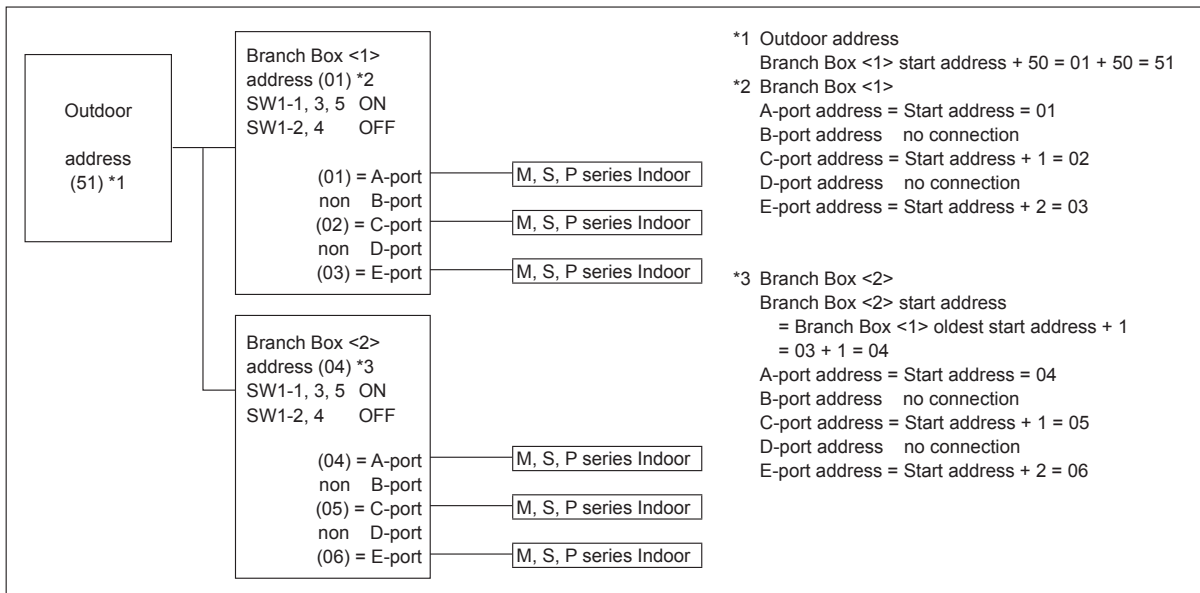 Outdoor
address
(51) *1
Branch Box <1>
address (01) *2
SW1-1, 3, 5 ON
SW1-2, 4 OFF
(01) = A-port
non B-port
(02) = C-port
non D-port
(03) = E-port
M, S, P series Indoor
M, S, P series Indoor
M, S, P series Indoor
Branch Box <2>
address (04) *3
SW1-1, 3, 5 ON
SW1-2, 4 OFF
(04) = A-port
non B-port
(05) = C-port
non D-port
(06) = E-port
M, S, P series Indoor
M, S, P series Indoor
M, S, P series Indoor
*1 Outdoor address
Branch Box <1> start address + 50 = 01 + 50 = 51
*2 Branch Box <1>
A-port address = Start address = 01
B-port address no connection
C-port address = Start address + 1 = 02
D-port address no connection
E-port address = Start address + 2 = 03
*3 Branch Box <2>
Branch Box <2> start address
= Branch Box <1> oldest start address + 1
= 03 + 1 = 04
A-port address = Start address = 04
B-port address no connection
C-port address = Start address + 1 = 05
D-port address no connection
E-port address = Start address + 2 = 06